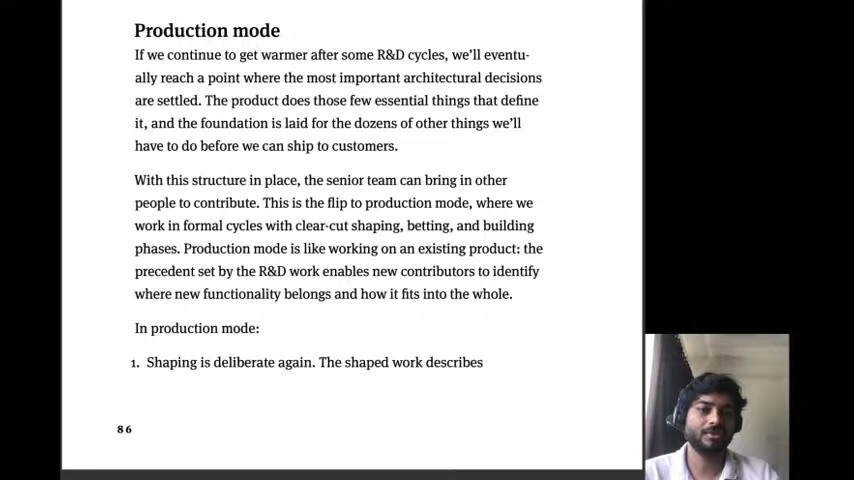 Production mode
If we continue to get warmer after some R&D cycles, we’ll eventu-
ally reach a point where the most important architectural decisions
are settled. The product does those few essential things that define
it, and the foundation is laid for the dozens of other things we’ll
have to do before we can ship to customers.
With this structure in place, the senior team can bring in other
people to contribute. This is the flip to production mode, where we
work in formal cycles with clear-cut shaping, betting, and building
phases. Production mode is like working on an existing product: the
precedent set by the R&D work enables new contributors to identify
where new functionality belongs and how it fits into the whole.
In production mode:
1. Shaping is deliberate again. The shaped work describes
86